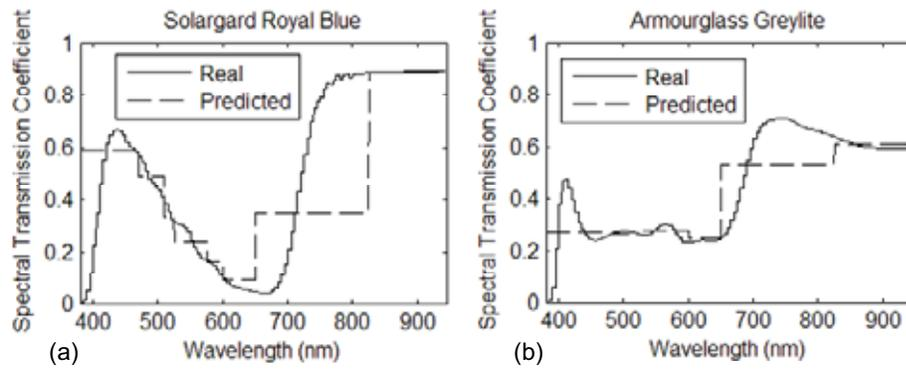 Solargard Royal Blue
Spectral Transmission Coefficient
1
0.8
0.6
0.4
0.2
0
Real
Predicted
400 500 600 700 800 900
Wavelength (nm)
(a)
Armourglass Greylite
Spectral Transmission Coefficient
1
0.8
0.6
0.4
0.2
0
Real
Predicted
400 500 600 700 800 900
Wavelength (nm)
(b)